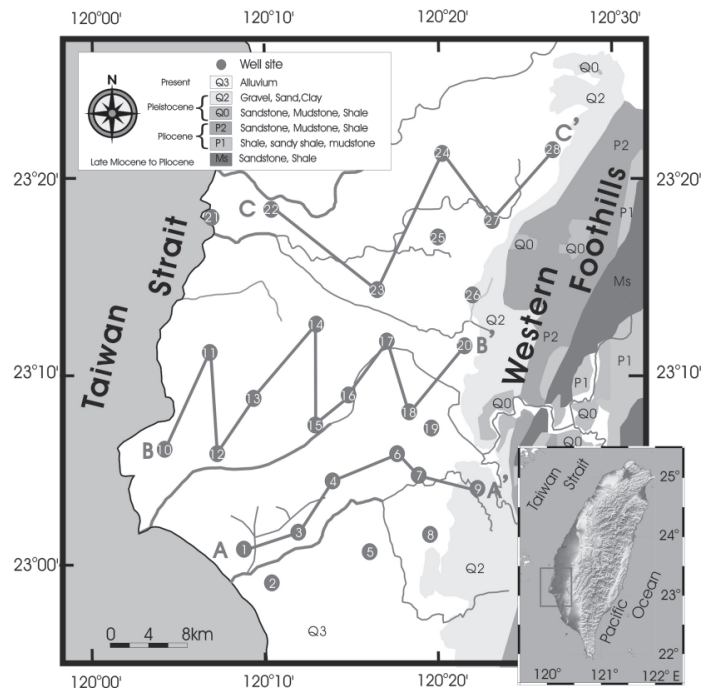 120°00' 120°10' 120°20' 120°30'
Well site
N
Present Q3 Alluvium
Pleistocene Q2 Gravel, Sand,Clay
Q0 Sandstone, Mudstone, Shale
Pliocene P2 Sandstone, Mudstone, Shale
P1 Shale, sandy shale, mudstone
Late Miocene to Pliocene Ms Sandstone, Shale
Q0
Q2
C'
28
24
P2
23°20' 23°20'
C 22
21
27
P1
25
Q0 Q0
Taiwan Strait
Western Foothills
Ms
23
26
14
Q2
17
20 B'
P2
11
23°10' 23°10'
P1
P1
16
13
Q0
18
Q0
15
19
B 10
12
6
Q0
4
7
9 A'
A 1
3
8
5
23°00'
2
Q2
Q3
0 4 8km
Taiwan Strait
25°
24°
23°
22°
Pacific Ocean
120° 121° 122° E
120°00' 120°10' 120°20'